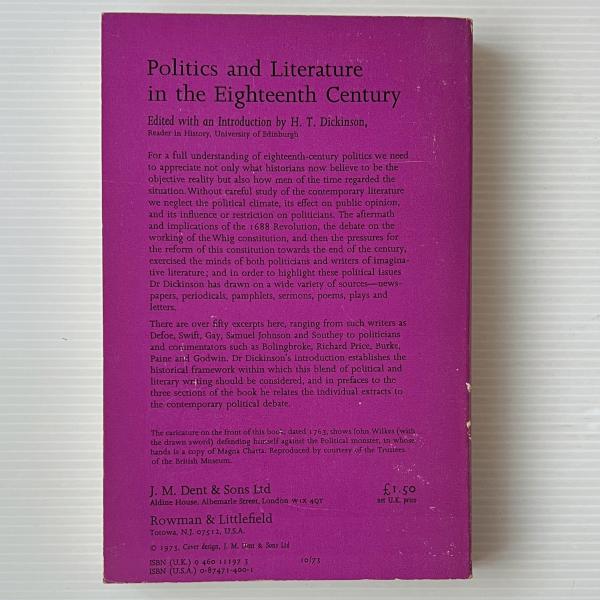 Politics and Literature
in the Eighteenth Century
Edited with an Introduction by H. T. Dickinson,
Reader in History, University of Edinburgh
For a full understanding of eighteenth-century politics we need
to appreciate not only what historians now believe to be the
objective reality but also how men of the time regarded the
situation. Without careful study of the contemporary literature
we neglect the political climate, its effect on public opinion,
and its influence or restriction on politicians. The aftermath
and implications of the 1688 Revolution, the debate on the
working of the Whig constitution, and then the pressures for
the reform of this constitution towards the end of the century,
exercised the minds of both politicians and writers of imagina-
tive literature; and in order to highlight these political issues
Dr Dickinson has drawn on a wide variety of sources—news-
papers, periodicals, pamphlets, sermons, poems, plays and
letters.
There are over fifty excerpts here, ranging from such writers as
Defoe, Swift, Gay, Samuel Johnson and Southey to politicians
and commentators such as Bolingbroke, Richard Price, Burke,
Paine and Godwin. Dr Dickinson's introduction establishes the
historical framework within which this blend of political and
literary writing should be considered, and in prefaces to the
three sections of the book he relates the individual extracts to
the contemporary political debate.
The caricature on the front of this book, dated 1763, shows John Wilkes (with
the drawn sword) defending himself against the Political monster, in whose
hands is a copy of Magna Charta. Reproduced by courtesy of the Trustees
of the British Museum.
J. M. Dent & Sons Ltd £1.50
Aldine House, Albemarle Street, London W1X 4QT net U.K. price
Rowman & Littlefield
Totowa, N.J. 07512, U.S.A.
© 1973, Cover design, J. M. Dent & Sons Ltd
ISBN (U.K.) 0 460 11197 3 10/73
ISBN (U.S.A.) 0-87471-400-1